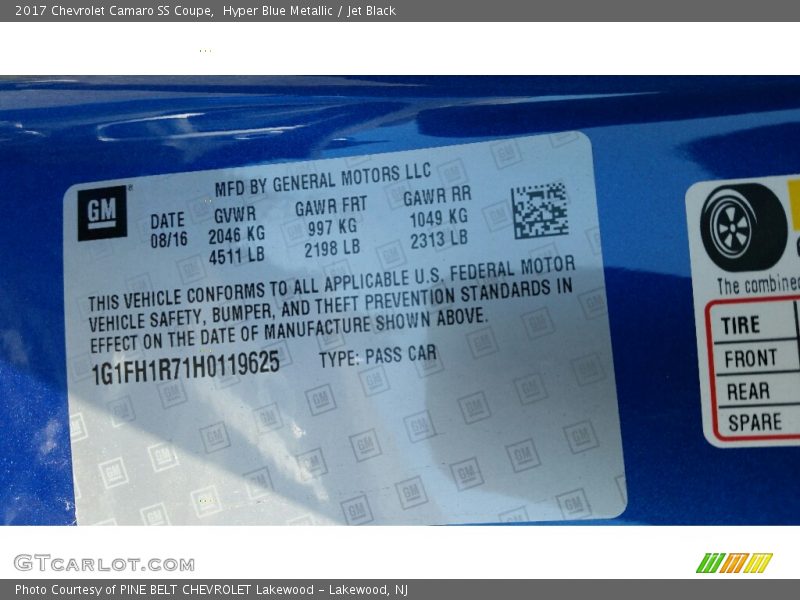 2017 Chevrolet Camaro SS Coupe,  Hyper Blue Metallic / Jet Black
GM®
MFD BY GENERAL MOTORS LLC
DATE GVWR GAWR FRT GAWR RR
08/16 2046 KG 997 KG 1049 KG
4511 LB 2198 LB 2313 LB
THIS VEHICLE CONFORMS TO ALL APPLICABLE U.S. FEDERAL MOTOR
VEHICLE SAFETY, BUMPER, AND THEFT PREVENTION STANDARDS IN
EFFECT ON THE DATE OF MANUFACTURE SHOWN ABOVE.
1G1FH1R71H0119625 TYPE: PASS CAR
The combined
TIRE
FRONT
REAR
SPARE
GTCARLOT.COM
Photo Courtesy of PINE BELT CHEVROLET Lakewood - Lakewood, NJ